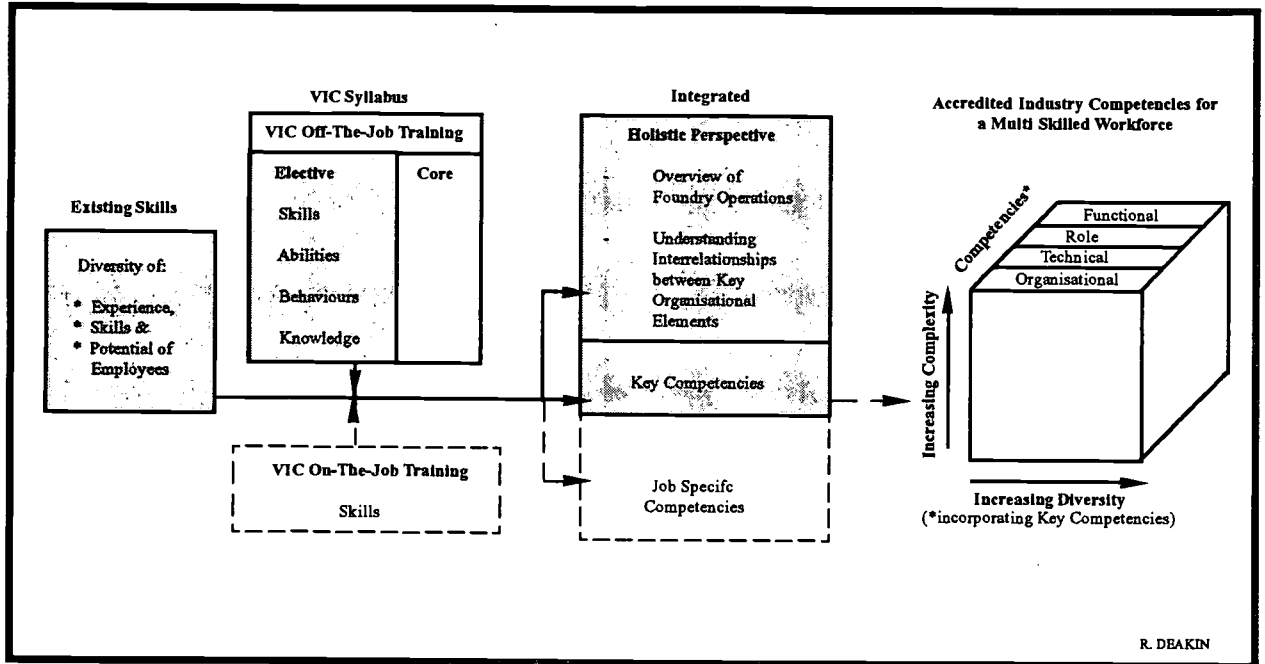 VIC Syllabus
VIC Off-The-Job Training
Elective
Skills
Abilities
Behaviours
Knowledge
Core
Existing Skills
Diversity of:
* Experience,
* Skills &
* Potential of
Employees
VIC On-The-Job Training
Skills
Integrated
Holistic Perspective
- Overview of
Foundry Operations
- Understanding
Interrelationships
between Key
Organisational
Elements
Key Competencies
Job Specifc
Competencies
Accredited Industry Competencies for
a Multi Skilled Workforce
Competencies*
Functional
Role
Technical
Organisational
Increasing Complexity
Increasing Diversity
(*incorporating Key Competencies)
R. DEAKIN